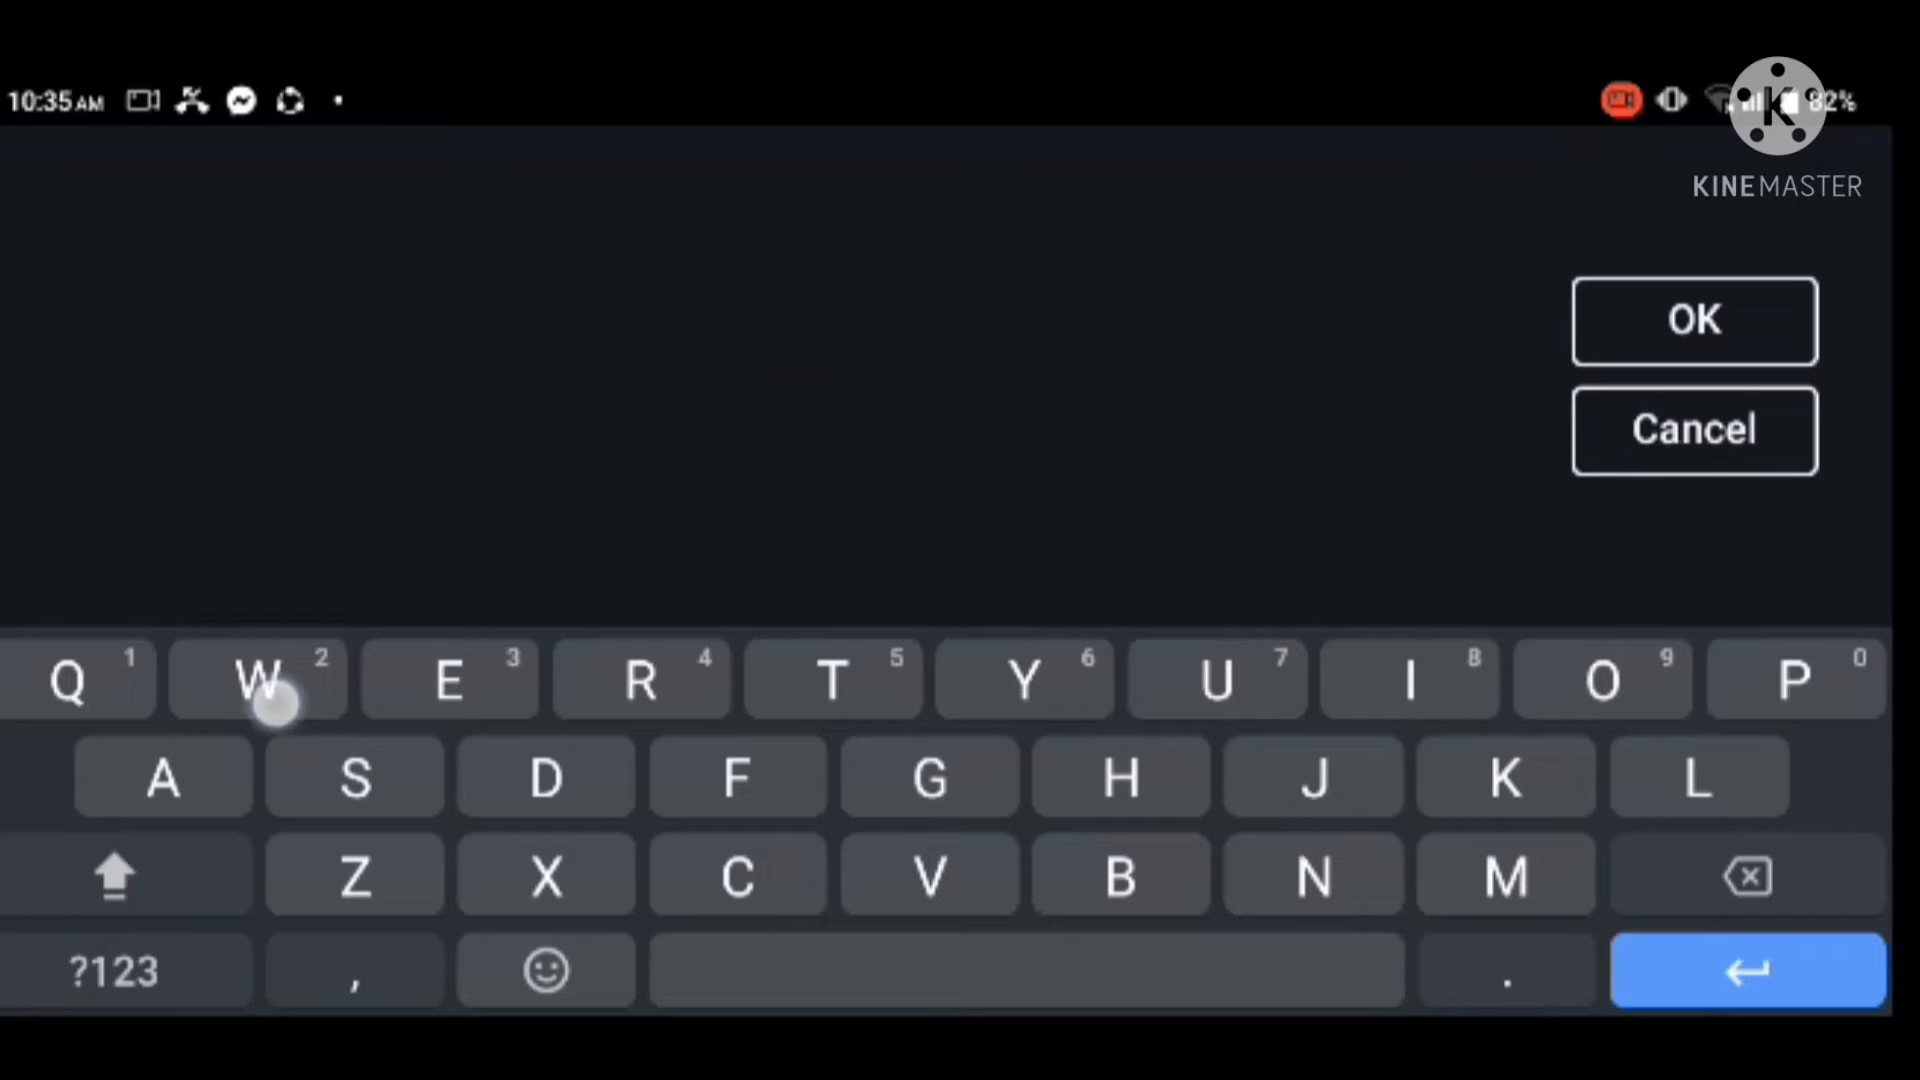 10:35 AM
82%
K
KINEMASTER
OK
Cancel
Q 1 W 2 E 3 R 4 T 5 Y 6 U 7 I 8 O 9 P 0
A S D F G H J K L
Z X C V B N M
?123 , .